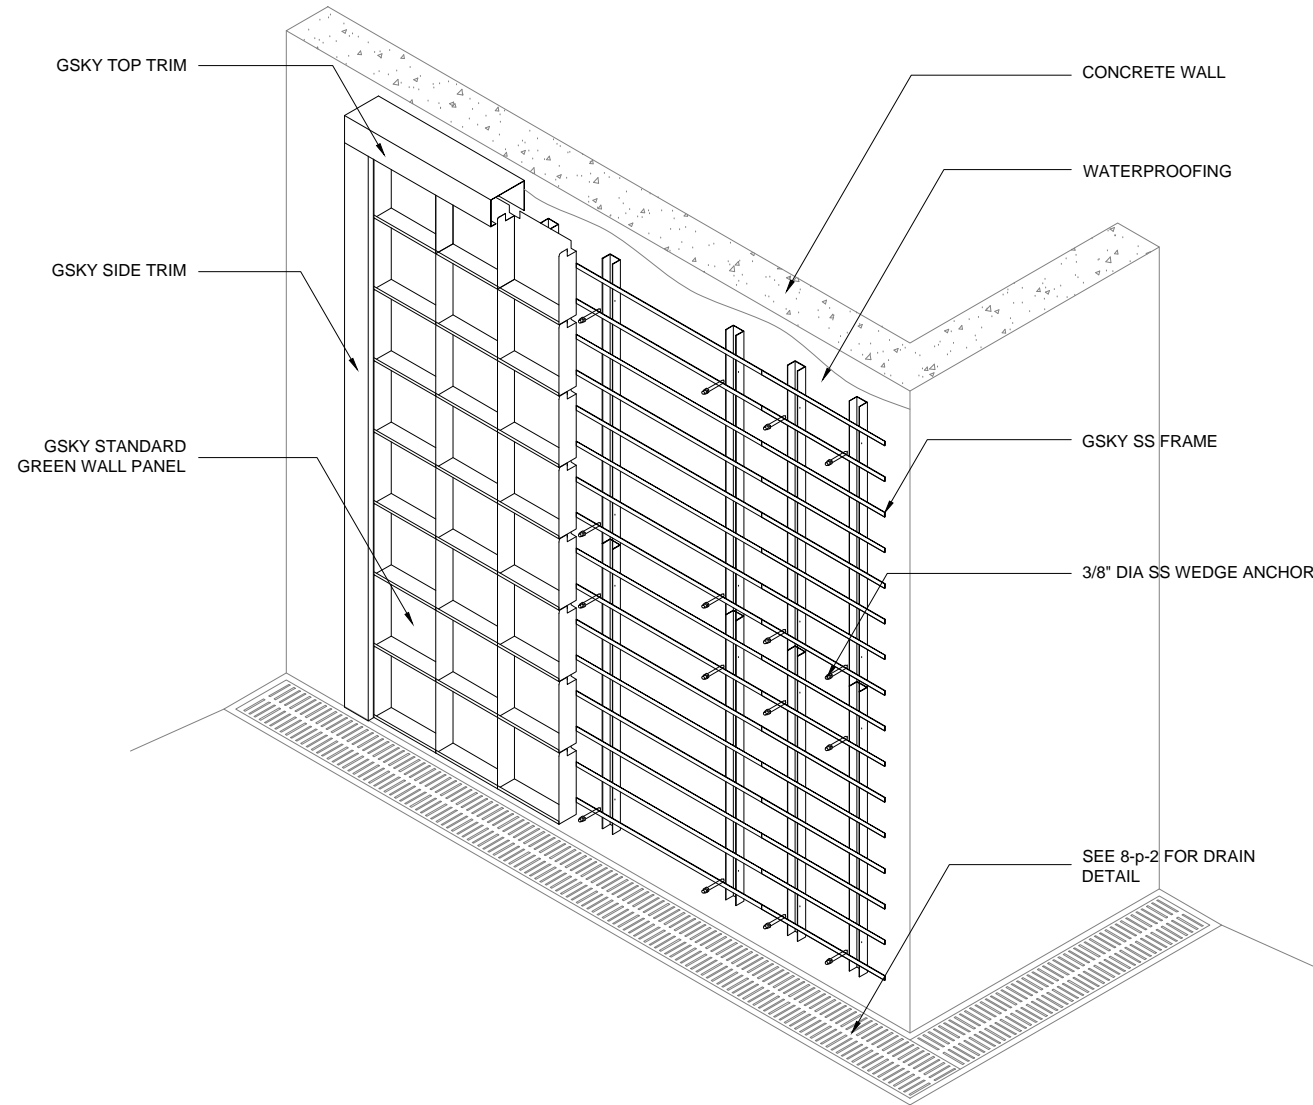 GSKY TOP TRIM
CONCRETE WALL
WATERPROOFING
GSKY SIDE TRIM
GSKY STANDARD
GREEN WALL PANEL
GSKY SS FRAME
3/8" DIA SS WEDGE ANCHOR
SEE 8-p-2 FOR DRAIN
DETAIL